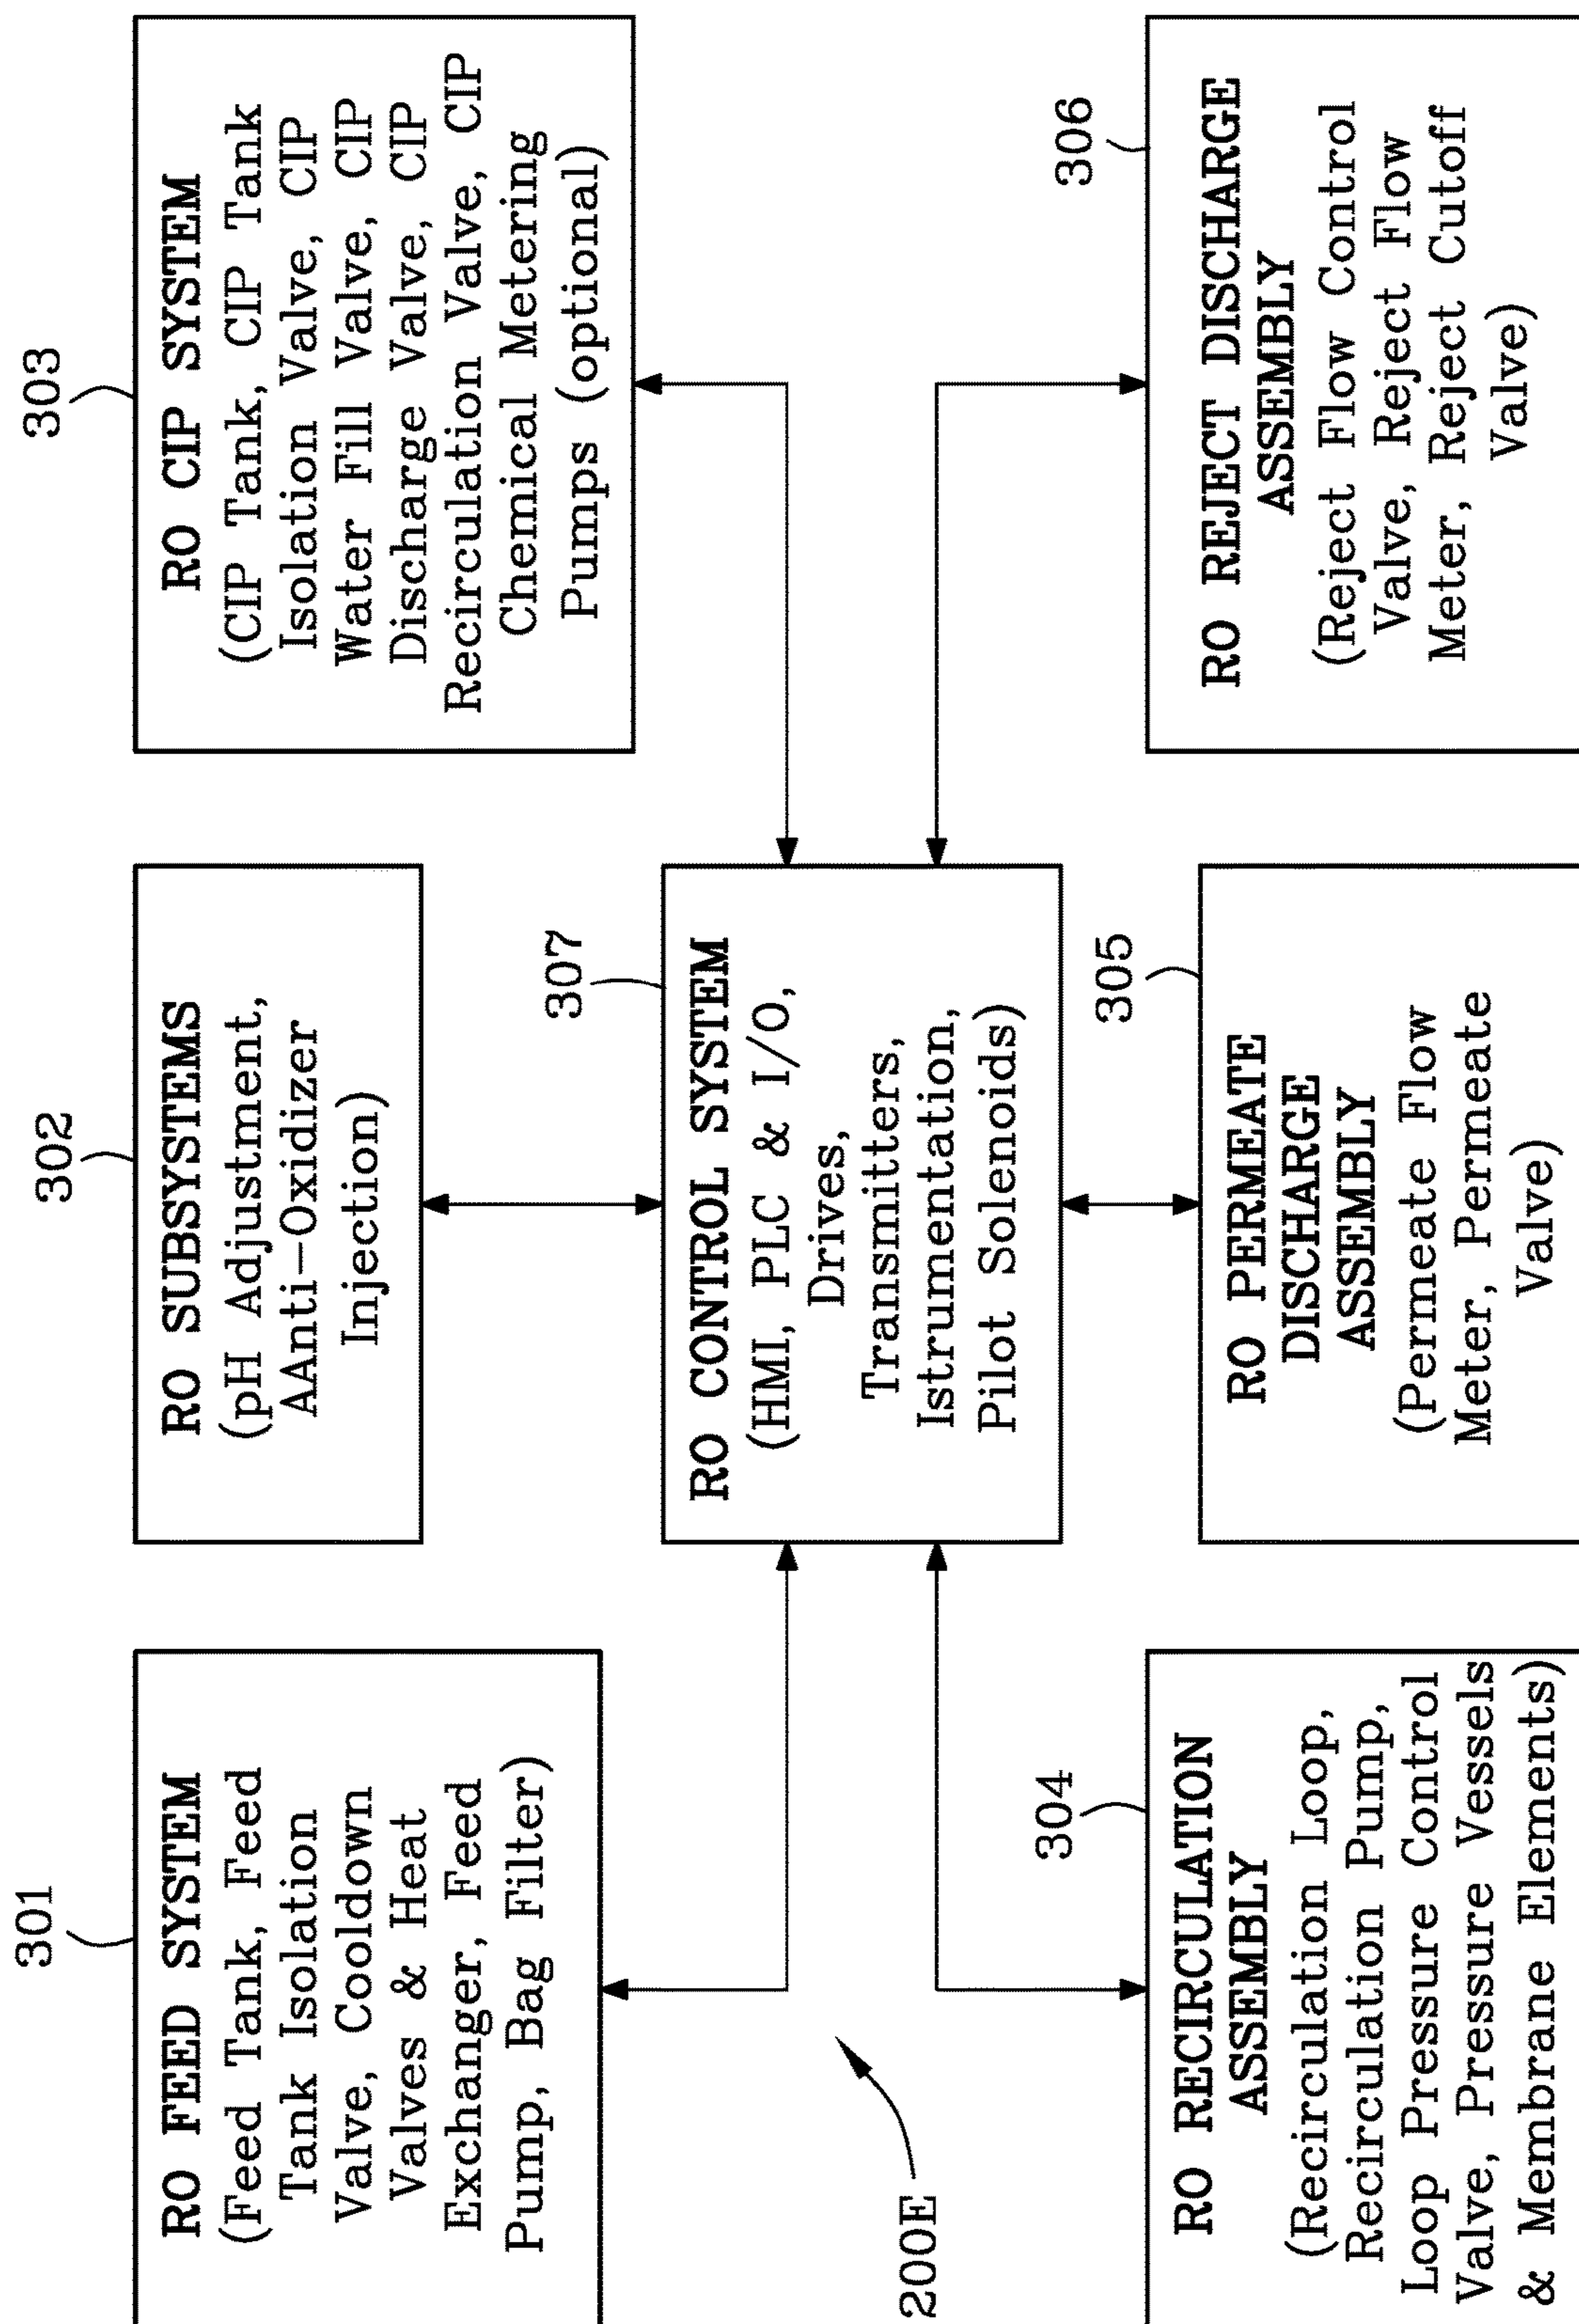 301
RO FEED SYSTEM
(Feed Tank, Feed
Tank Isolation
Valve, Cooldown
Valves & Heat
Exchanger, Feed
Pump, Bag Filter)
302
RO SUBSYSTEMS
(pH Adjustment,
AAnti-Oxidizer
Injection)
303
RO CIP SYSTEM
(CIP Tank, CIP Tank
Isolation Valve, CIP
Water Fill Valve, CIP
Discharge Valve, CIP
Recirculation Valve, CIP
Chemical Metering
Pumps (optional)
307
RO CONTROL SYSTEM
(HMI, PLC & I/O,
Drives,
Transmitters,
Istrumentation,
Pilot Solenoids)
200E
304
RO RECIRCULATION
ASSEMBLY
(Recirculation Loop,
Recirculation Pump,
Loop Pressure Control
Valve, Pressure Vessels
& Membrane Elements)
305
RO PERMEATE
DISCHARGE
ASSEMBLY
(Permeate Flow
Meter, Permeate
Valve)
306
RO REJECT DISCHARGE
ASSEMBLY
(Reject Flow Control
Valve, Reject Flow
Meter, Reject Cutoff
Valve)